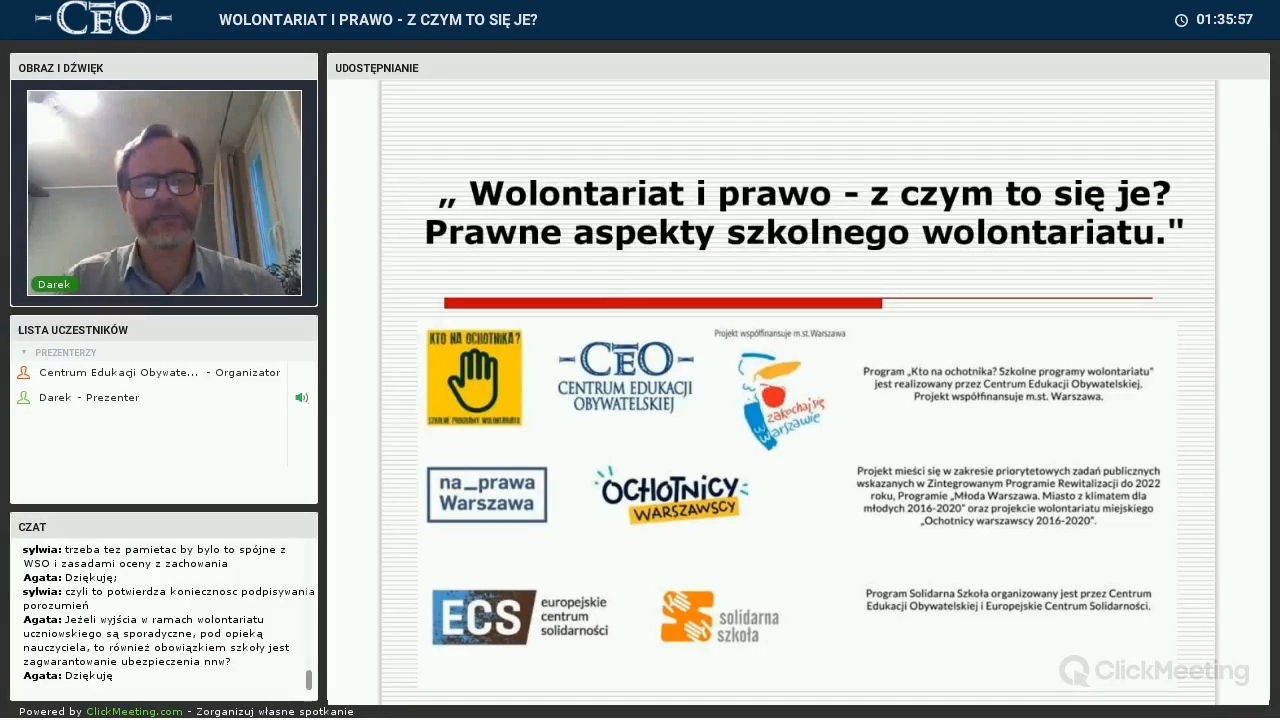 CEO
WOLONTARIAT I PRAWO - Z CZYM TO SIĘ JE?
01:35:57
OBRAZ I DŹWIĘK
Darek
LISTA UCZESTNIKÓW
PREZENTERZY
Centrum Edukacji Obywate... - Organizator
Darek - Prezenter
CZAT
sylwia: trzeba tez pamietac by bylo to spójne z
WSO i zasadami oceny z zachowania
Agata: Dziękuję;
sylwia: czyli to potwierdza koniecznosc podpisywania
porozumień
Agata: Jeżeli wyjścia w ramach wolontariatu
uczniowskiego są sporadyczne, pod opieką
nauczyciela, to również obowiązkiem szkoły jest
zagwarantowanie ubezpieczenia nnw?
Agata: Dziękuję
Powered by ClickMeeting.com - Zorganizuj własne spotkanie
UDOSTĘPNIANIE
„ Wolontariat i prawo - z czym to się je?
Prawne aspekty szkolnego wolontariatu."
KTO NA OCHOTNIKA?
SZKOLNE PROGRAMY WOLONTARIATU
CEO
CENTRUM EDUKACJI
OBYWATELSKIEJ
Projekt współfinansuje m.st.Warszawa
zakochaj się
w Warszawie
Program „Kto na ochotnika? Szkolne programy wolontariatu"
jest realizowany przez Centrum Edukacji Obywatelskiej.
Projekt współfinansuje m.st. Warszawa.
na_prawa
Warszawa
OCHOTNICY
WARSZAWSCY
Projekt mieści się w zakresie priorytetowych zadań publicznych
wskazanych w Zintegrowanym Programie Rewitalizacji do 2022
roku, Programie „Młoda Warszawa. Miasto z klimatem dla
młodych 2016-2020" oraz projekcie wolontariatu miejskiego
„Ochotnicy warszawscy 2016-2020".
ECS
europejskie
centrum
solidarności
solidarna
szkoła
Program Solidarna Szkoła organizowany jest przez Centrum
Edukacji Obywatelskiej i Europejskie Centrum Solidarności.
ClickMeeting